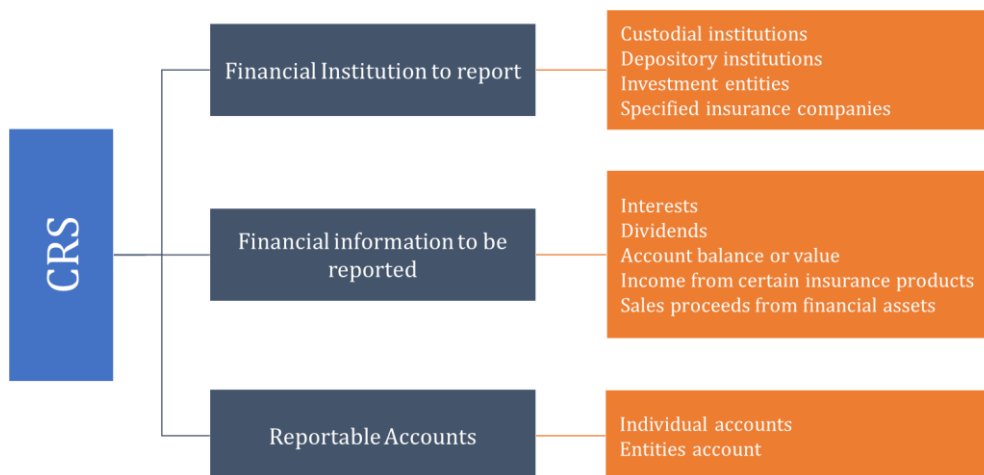 CRS
Financial Institution to report
Custodial institutions
Depository institutions
Investment entities
Specified insurance companies
Financial information to be
reported
Interests
Dividends
Account balance or value
Income from certain insurance products
Sales proceeds from financial assets
Reportable Accounts
Individual accounts
Entities account